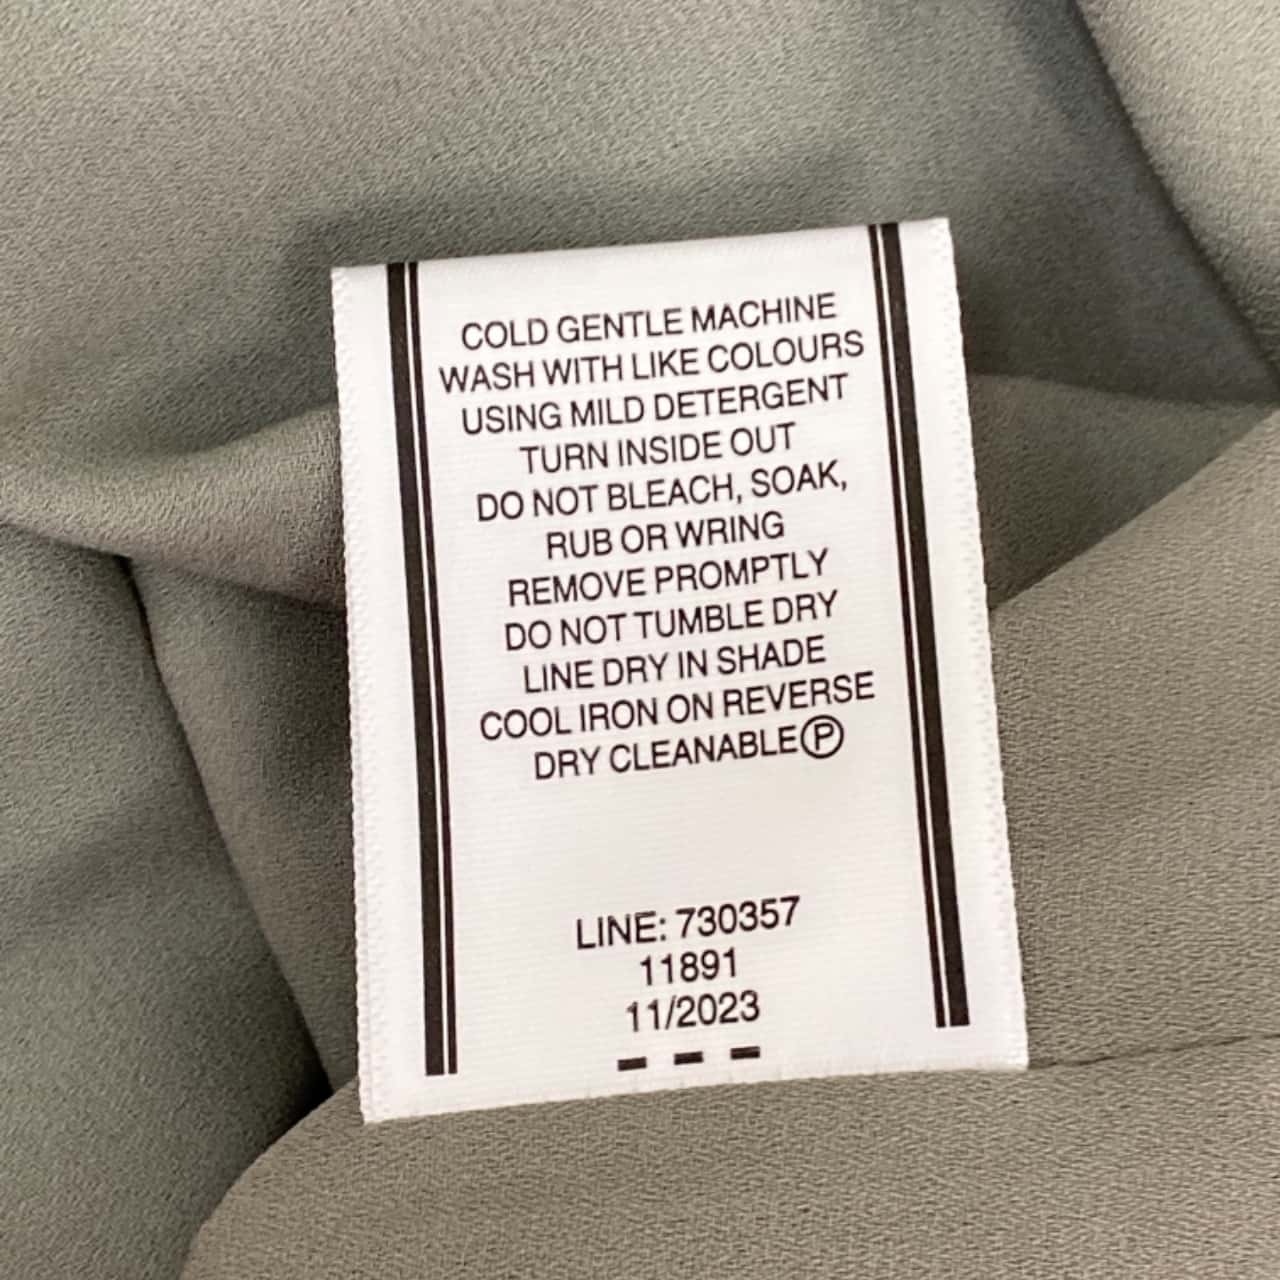 COLD GENTLE MACHINE
WASH WITH LIKE COLOURS
USING MILD DETERGENT
TURN INSIDE OUT
DO NOT BLEACH, SOAK,
RUB OR WRING
REMOVE PROMPTLY
DO NOT TUMBLE DRY
LINE DRY IN SHADE
COOL IRON ON REVERSE
DRY CLEANABLE Ⓟ
LINE: 730357
11891
11/2023